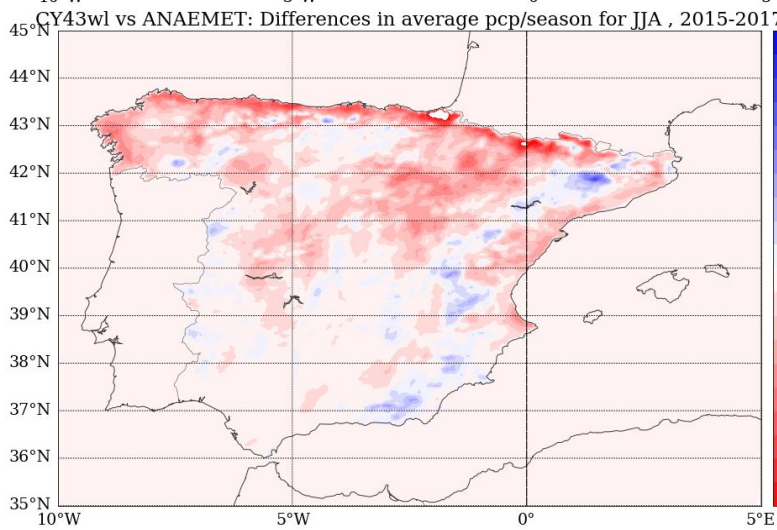 CY43wl vs ANAEMET: Differences in average pcp/season for JJA , 2015-2017
45°N
44°N
43°N
42°N
41°N
40°N
39°N
38°N
37°N
36°N
35°N
10°W 5°W 0° 5°E